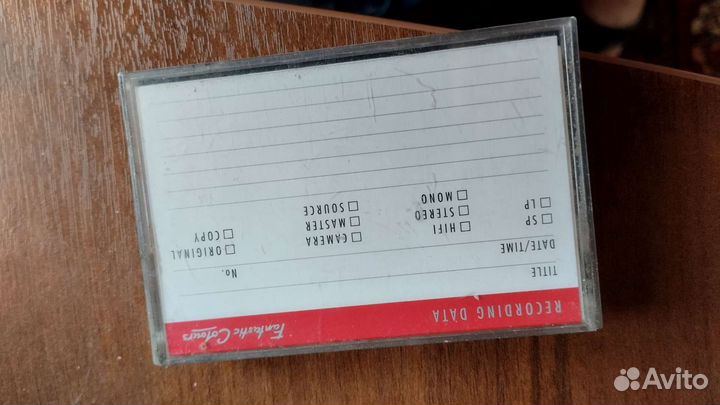 RECORDING DATA Fantastic Colours
TITLE
DATE/TIME No.
☐ SP ☐ HIFI ☐ CAMERA ☐ ORIGINAL
☐ LP ☐ STEREO ☐ MASTER ☐ COPY
☐ MONO ☐ SOURCE
Avito